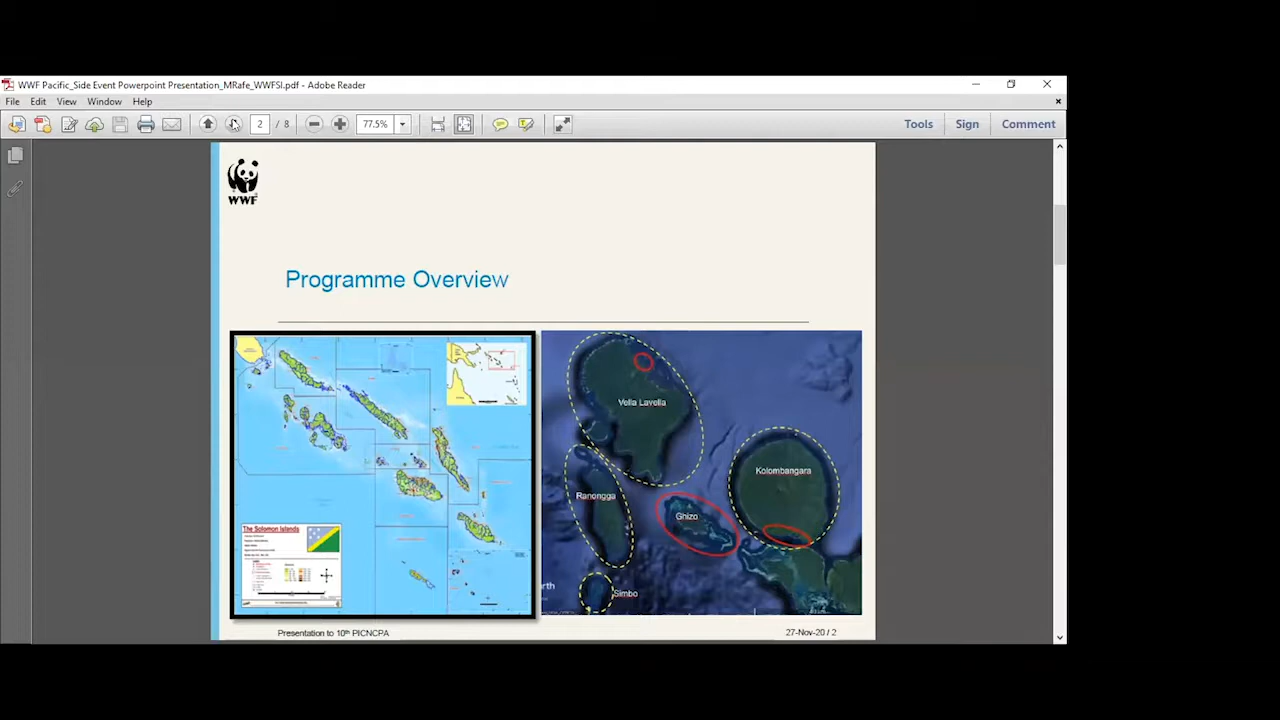 WWF Pacific_Side Event Powerpoint Presentation_MRafe_WWFSI.pdf - Adobe Reader
File Edit View Window Help
2 / 8 77.5% Tools Sign Comment
WWF
Programme Overview
Vella Lavella
Kolombangara
Ranongga
Ghizo
Simbo
The Solomon Islands
Presentation to 10th PICNCPA
27-Nov-20 / 2